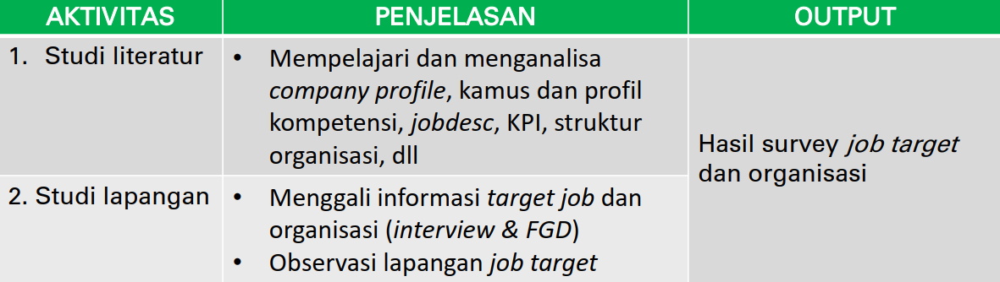 AKTIVITAS
PENJELASAN
OUTPUT
1. Studi literatur
• Mempelajari dan menganalisa
company profile, kamus dan profil
kompetensi, jobdesc, KPI, struktur
organisasi, dll
Hasil survey job target
dan organisasi
2. Studi lapangan
• Menggali informasi target job dan
organisasi (interview & FGD)
• Observasi lapangan job target